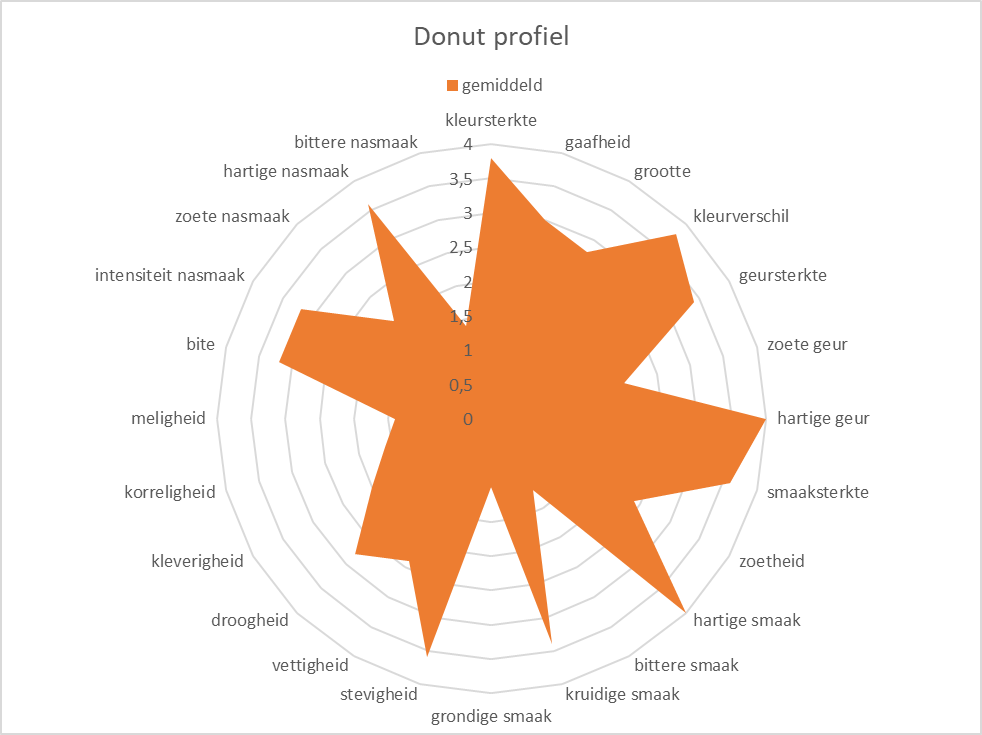 Donut profiel
gemiddeld
kleursterkte
gaafheid
grootte
kleurverschil
geursterkte
zoete geur
hartige geur
smaaksterkte
zoetheid
hartige smaak
bittere smaak
kruidige smaak
grondige smaak
stevigheid
vettigheid
droogheid
kleverigheid
korreligheid
meligheid
bite
intensiteit nasmaak
zoete nasmaak
hartige nasmaak
bittere nasmaak
4
3,5
3
2,5
2
1,5
1
0,5
0